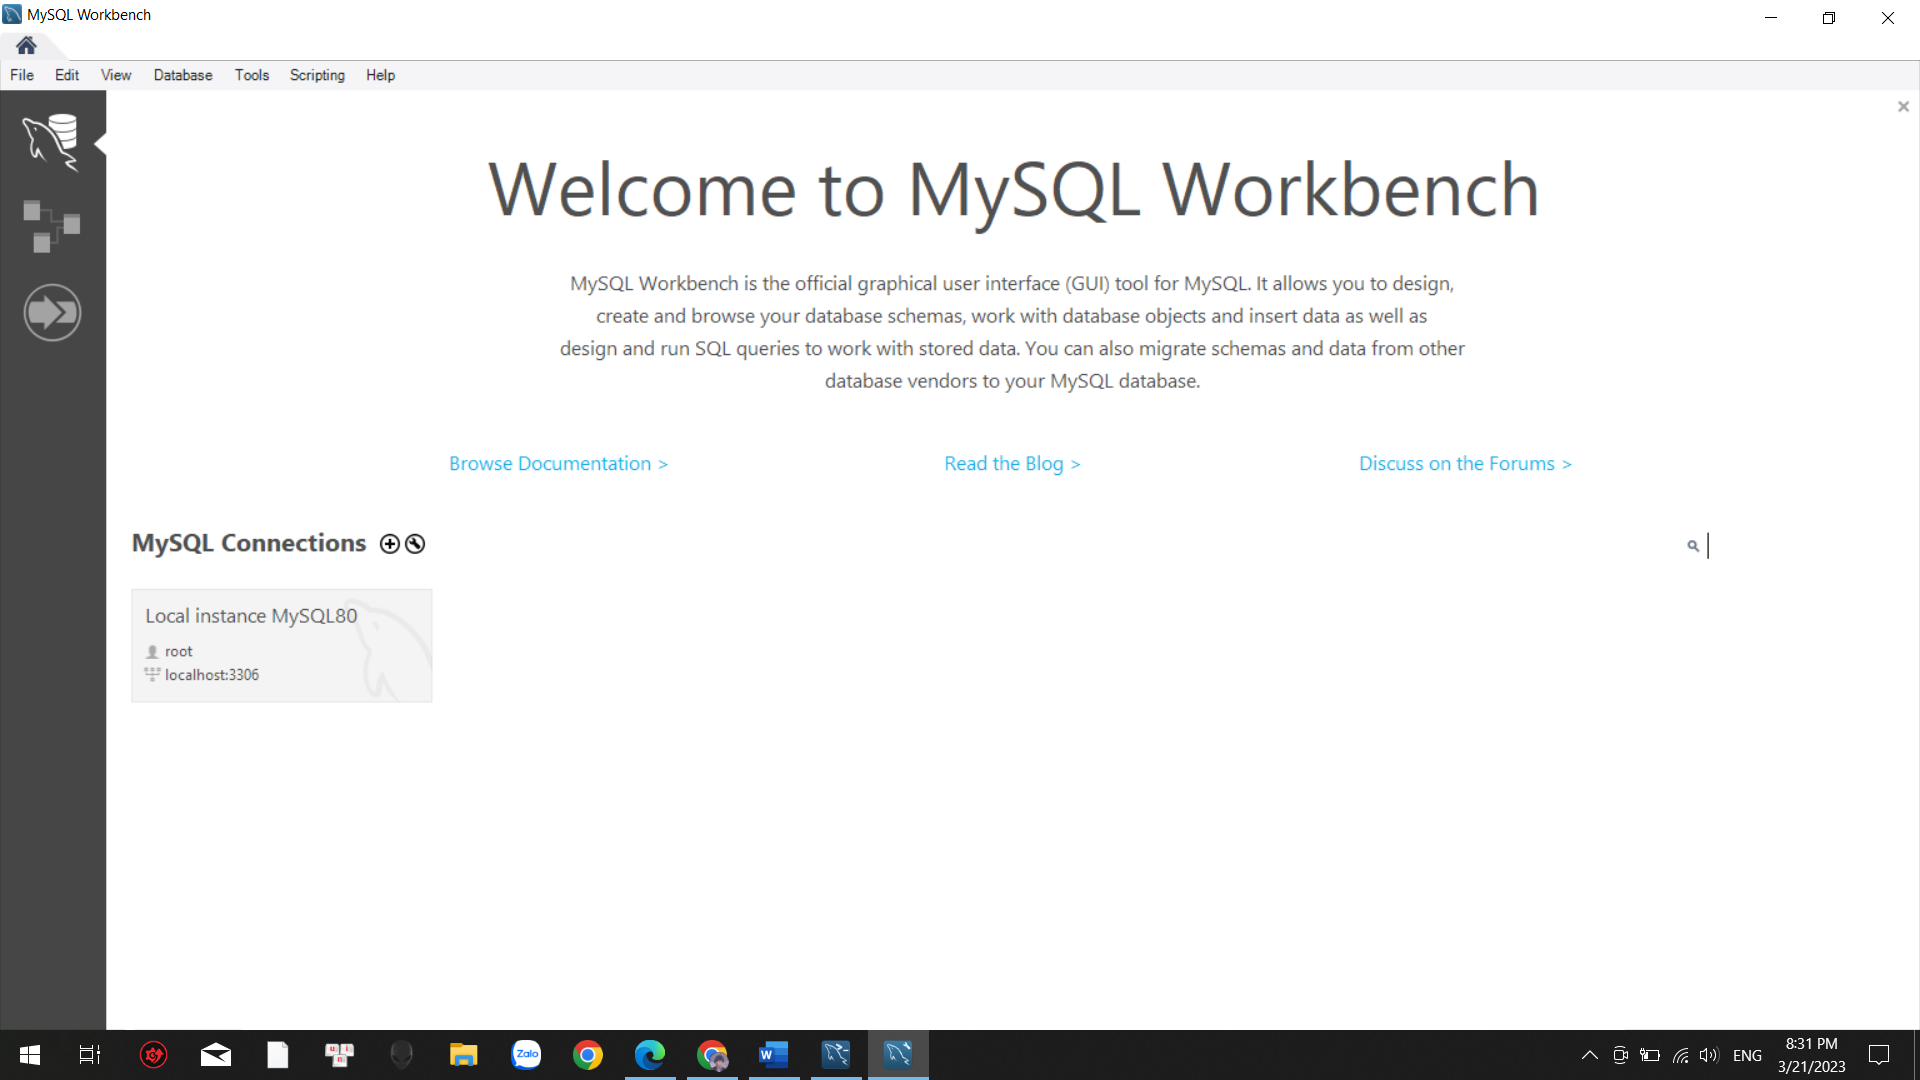 MySQL Workbench
File Edit View Database Tools Scripting Help
Welcome to MySQL Workbench
MySQL Workbench is the official graphical user interface (GUI) tool for MySQL. It allows you to design,
create and browse your database schemas, work with database objects and insert data as well as
design and run SQL queries to work with stored data. You can also migrate schemas and data from other
database vendors to your MySQL database.
Browse Documentation > Read the Blog > Discuss on the Forums >
MySQL Connections
Local instance MySQL80
root
localhost:3306
u i n
Zalo
W
ENG
8:31 PM
3/21/2023